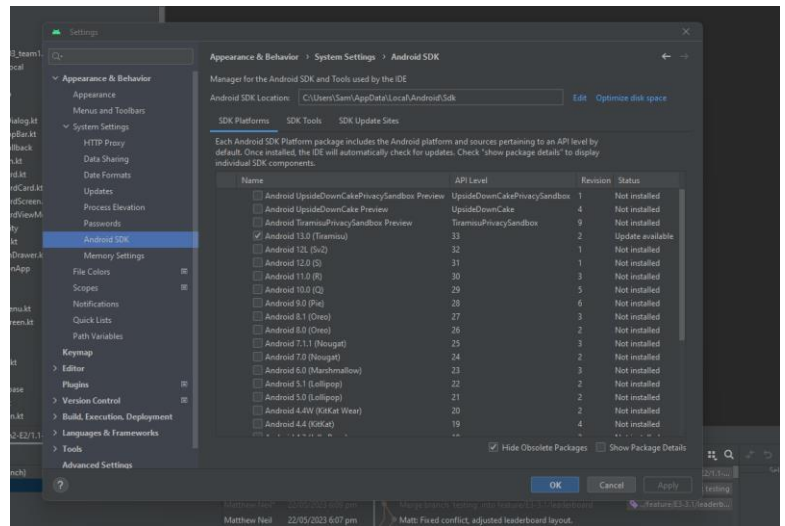 Settings
Appearance & Behavior › System Settings › Android SDK
Manager for the Android SDK and Tools used by the IDE
Android SDK Location: C:\Users\Sam\AppData\Local\Android\Sdk Edit Optimize disk space
SDK Platforms SDK Tools SDK Update Sites
Each Android SDK Platform package includes the Android platform and sources pertaining to an API level by
default. Once installed, the IDE will automatically check for updates. Check "show package details" to display
individual SDK components.
Name API Level Revision Status
Android UpsideDownCakePrivacySandbox Preview UpsideDownCakePrivacySandbox 1 Not installed
Android UpsideDownCake Preview UpsideDownCake 4 Not installed
Android TiramisuPrivacySandbox Preview TiramisuPrivacySandbox 9 Not installed
Android 13.0 (Tiramisu) 33 2 Update available
Android 12L (Sv2) 32 1 Not installed
Android 12.0 (S) 31 1 Not installed
Android 11.0 (R) 30 3 Not installed
Android 10.0 (Q) 29 5 Not installed
Android 9.0 (Pie) 28 6 Not installed
Android 8.1 (Oreo) 27 3 Not installed
Android 8.0 (Oreo) 26 2 Not installed
Android 7.1.1 (Nougat) 25 3 Not installed
Android 7.0 (Nougat) 24 2 Not installed
Android 6.0 (Marshmallow) 23 3 Not installed
Android 5.1 (Lollipop) 22 2 Not installed
Android 5.0 (Lollipop) 21 2 Not installed
Android 4.4W (KitKat Wear) 20 2 Not installed
Android 4.4 (KitKat) 19 4 Not installed
Hide Obsolete Packages Show Package Details
Appearance & Behavior
Appearance
Menus and Toolbars
System Settings
HTTP Proxy
Data Sharing
Date Formats
Updates
Process Elevation
Passwords
Android SDK
Memory Settings
File Colors
Scopes
Notifications
Quick Lists
Path Variables
Keymap
Editor
Plugins
Version Control
Build, Execution, Deployment
Languages & Frameworks
Tools
Advanced Settings
? OK Cancel Apply
Matthew Neil 22/05/2023 6:09 pm
Matthew Neil 22/05/2023 6:07 pm Matt: Fixed conflict, adjusted leaderboard layout.